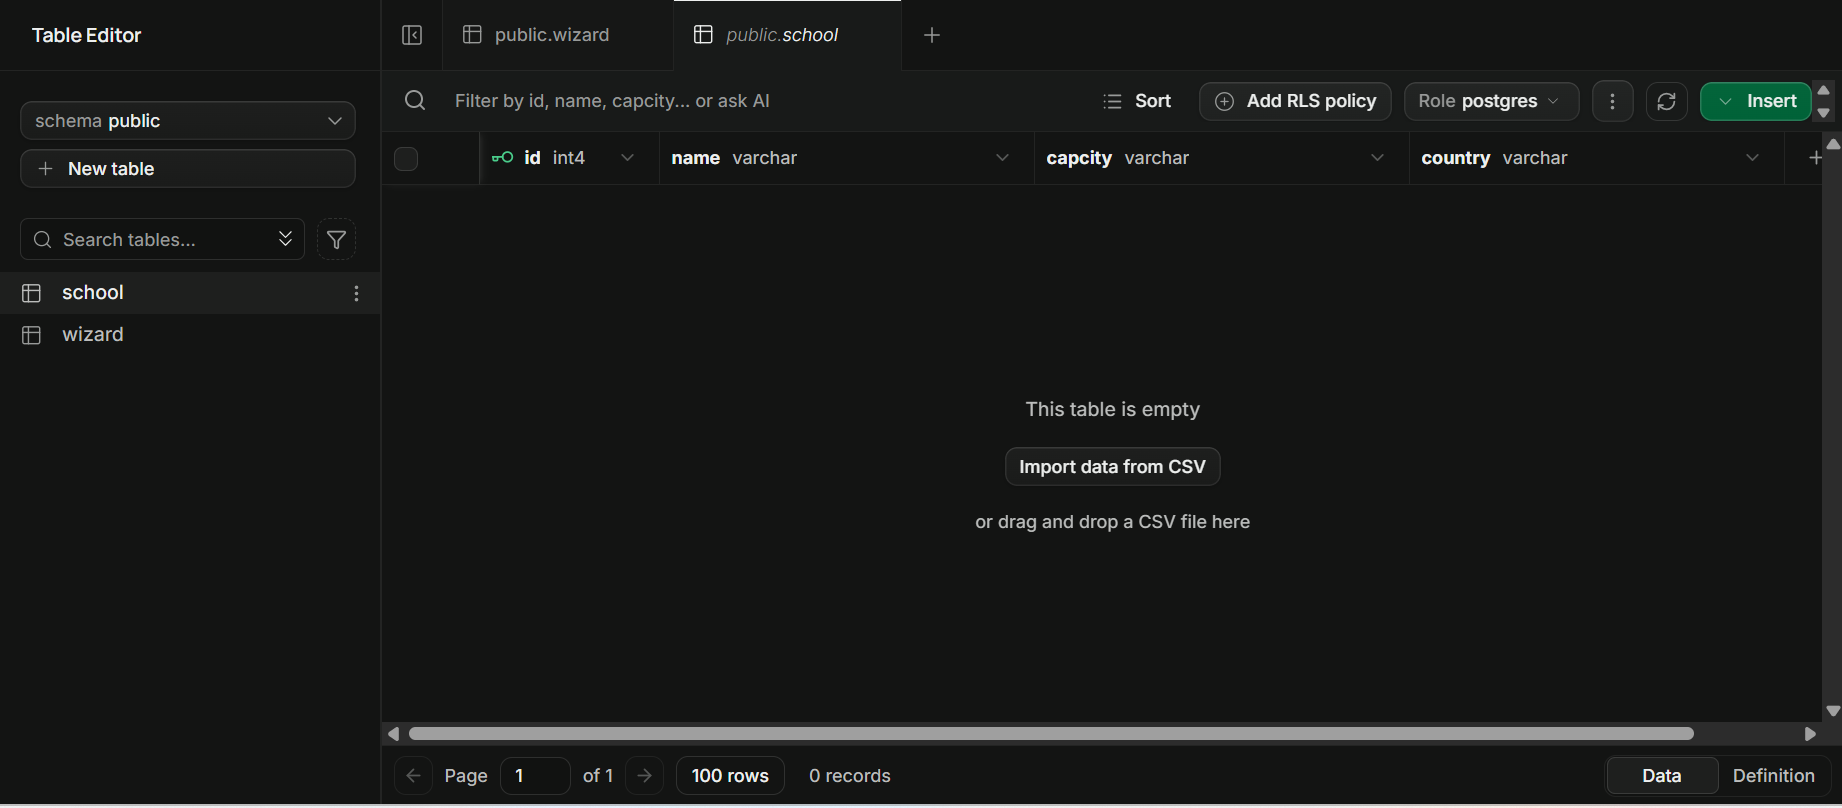 Table Editor
public.wizard
public.school
schema public
New table
Search tables...
school
wizard
Filter by id, name, capcity... or ask AI
Sort
Add RLS policy
Role postgres
Insert
id int4
name varchar
capcity varchar
country varchar
This table is empty
Import data from CSV
or drag and drop a CSV file here
Page 1 of 1
100 rows
0 records
Data
Definition